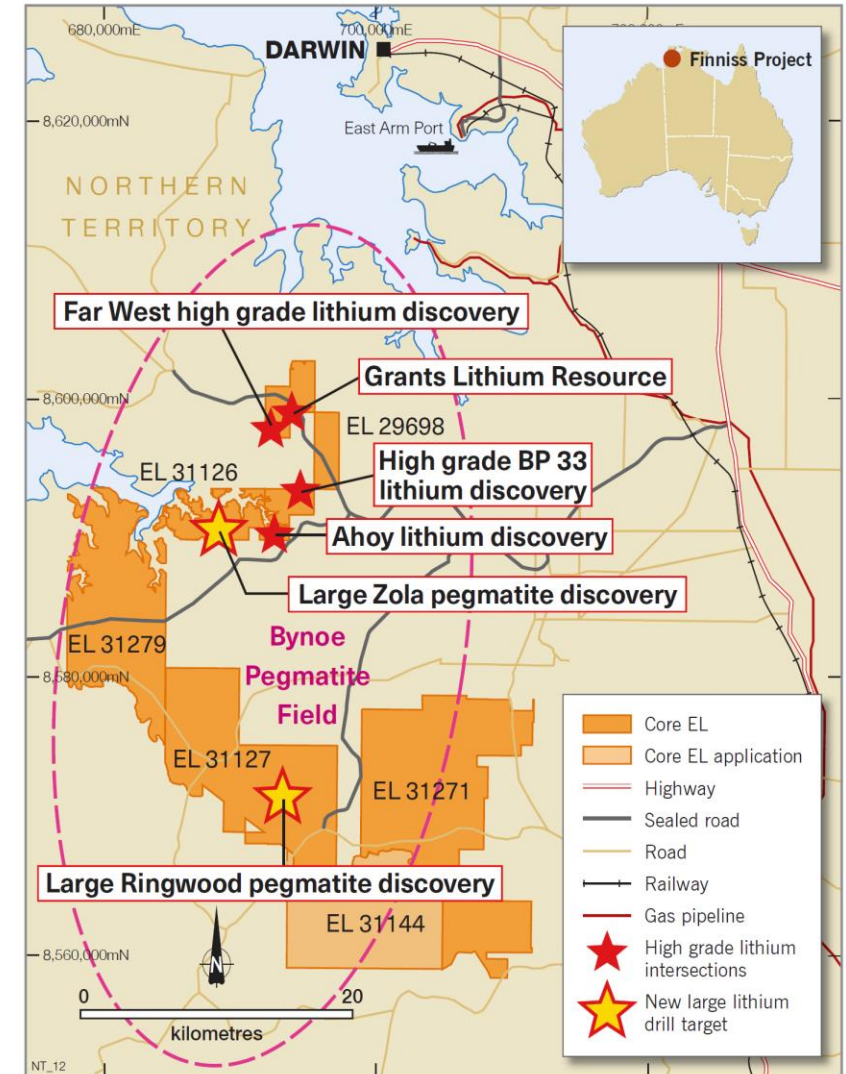 680,000mE
700,000mE
DARWIN
Finniss Project
8,620,000mN
East Arm Port
NORTHERN
TERRITORY
Far West high grade lithium discovery
Grants Lithium Resource
8,600,000mN
EL 29698
High grade BP 33
lithium discovery
EL 31126
Ahoy lithium discovery
Large Zola pegmatite discovery
EL 31279
Bynoe
Pegmatite
Field
8,580,000mN
EL 31127
EL 31271
Large Ringwood pegmatite discovery
EL 31144
8,560,000mN
N
0
20
kilometres
NT_12
Core EL
Core EL application
Highway
Sealed road
Road
Railway
Gas pipeline
High grade lithium
intersections
New large lithium
drill target